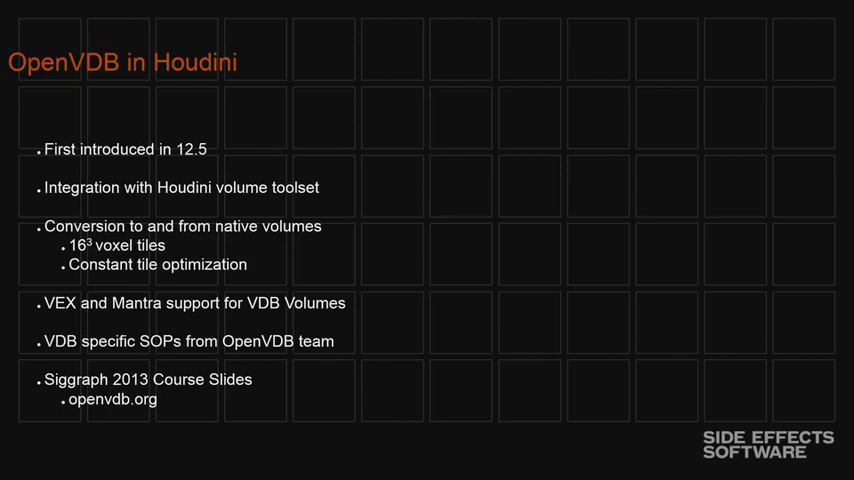 OpenVDB in Houdini
• First introduced in 12.5
• Integration with Houdini volume toolset
• Conversion to and from native volumes
• 16³ voxel tiles
• Constant tile optimization
• VEX and Mantra support for VDB Volumes
• VDB specific SOPs from OpenVDB team
• Siggraph 2013 Course Slides
• openvdb.org
SIDE EFFECTS
SOFTWARE